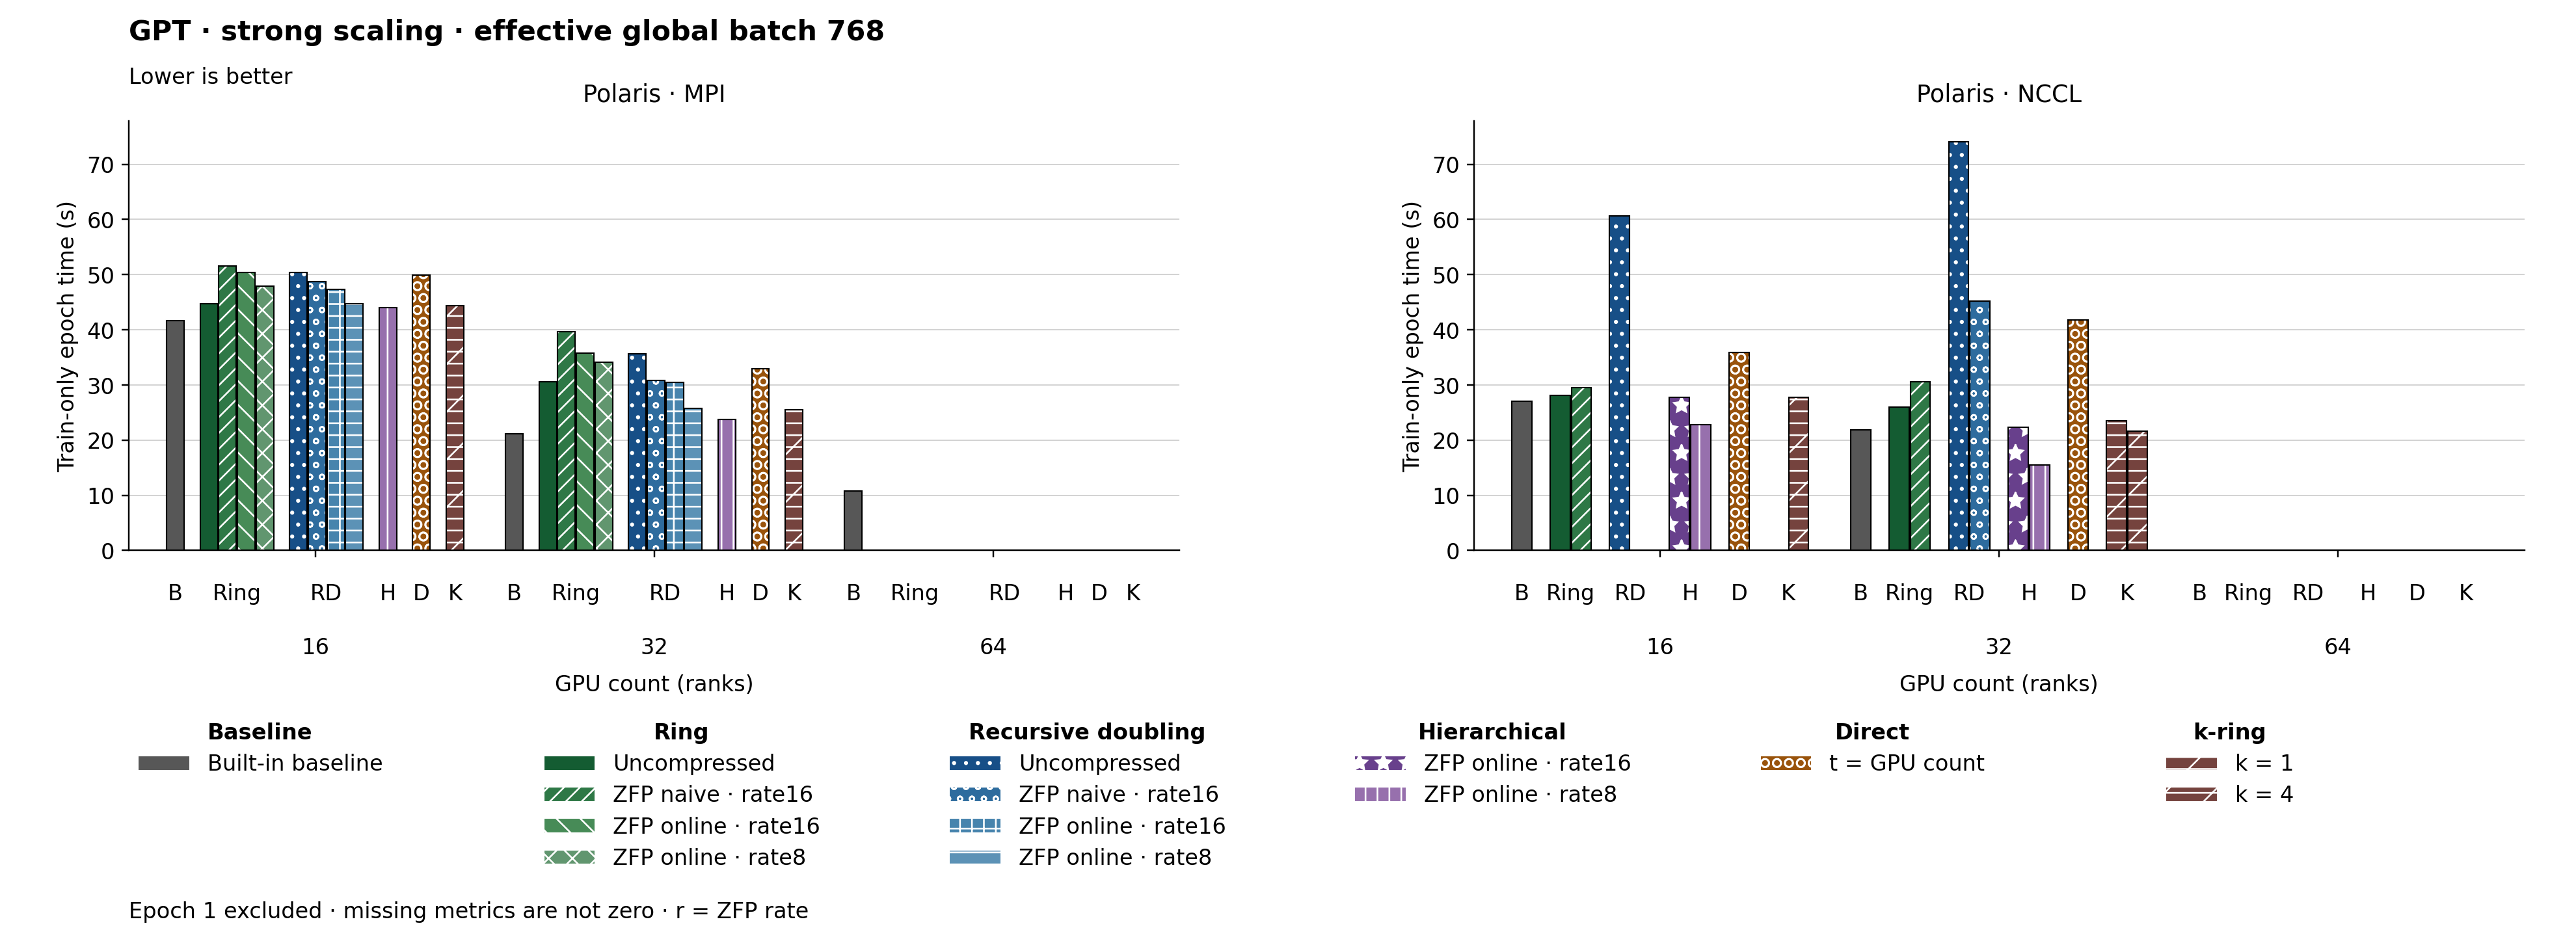 GPT · strong scaling · effective global batch 768
Lower is better
Polaris · MPI
Train-only epoch time (s)
70
60
50
40
30
20
10
0
B Ring RD H D K B Ring RD H D K B Ring RD H D K
16 32 64
GPU count (ranks)
Polaris · NCCL
Train-only epoch time (s)
70
60
50
40
30
20
10
0
B Ring RD H D K B Ring RD H D K B Ring RD H D K
16 32 64
GPU count (ranks)
Baseline
Built-in baseline
Ring
Uncompressed
ZFP naive · rate16
ZFP online · rate16
ZFP online · rate8
Recursive doubling
Uncompressed
ZFP naive · rate16
ZFP online · rate16
ZFP online · rate8
Hierarchical
ZFP online · rate16
ZFP online · rate8
Direct
t = GPU count
k-ring
k = 1
k = 4
Epoch 1 excluded · missing metrics are not zero · r = ZFP rate